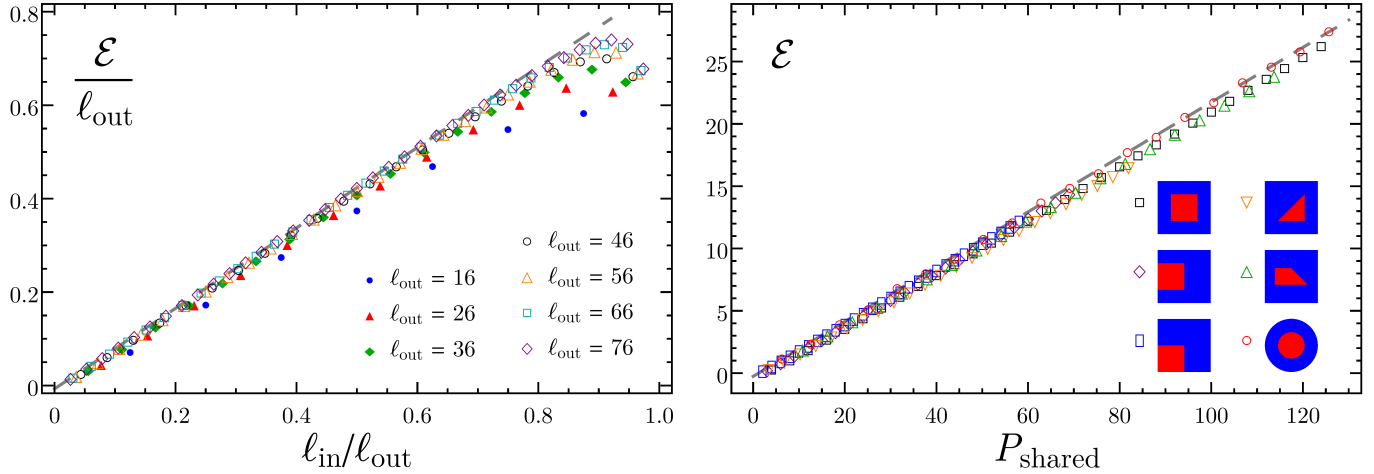 ℰ
ℓout
0.8
0.6
0.4
0.2
0
0 0.2 0.4 0.6 0.8 1.0
ℓin/ℓout
ℓout = 16
ℓout = 26
ℓout = 36
ℓout = 46
ℓout = 56
ℓout = 66
ℓout = 76
ℰ
25
20
15
10
5
0
0 20 40 60 80 100 120
Pshared